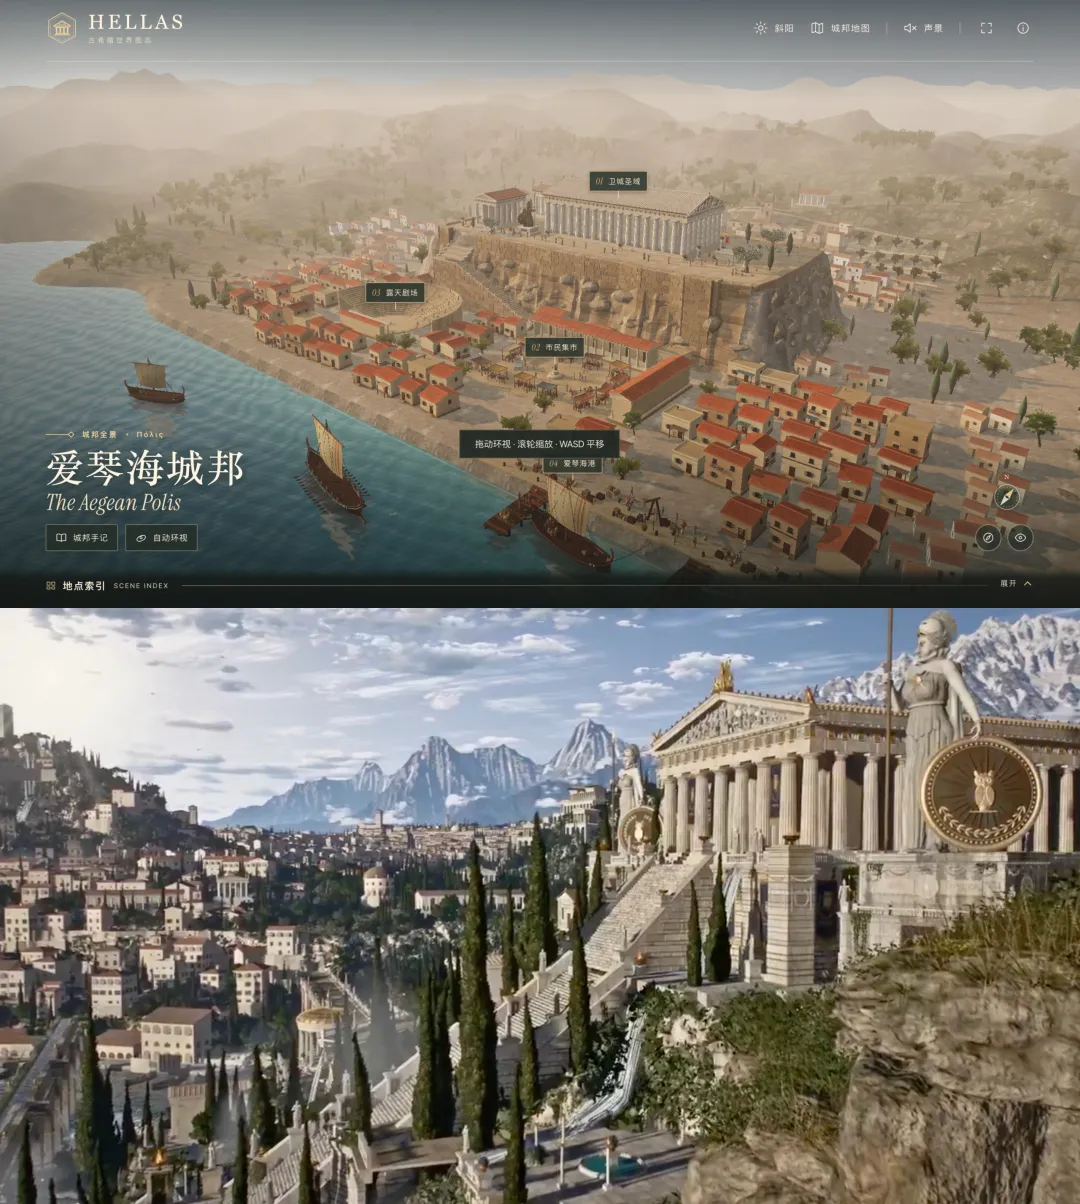 HELLAS
古希腊世界图志
斜阳
城邦地图
声景
01 卫城圣域
03 露天剧场
02 市民集市
拖动环视 · 滚轮缩放 · WASD 平移
04 爱琴海港
城邦全景 · Πόλις
爱琴海城邦
The Aegean Polis
城邦手记
自动环视
地点索引 SCENE INDEX
展开